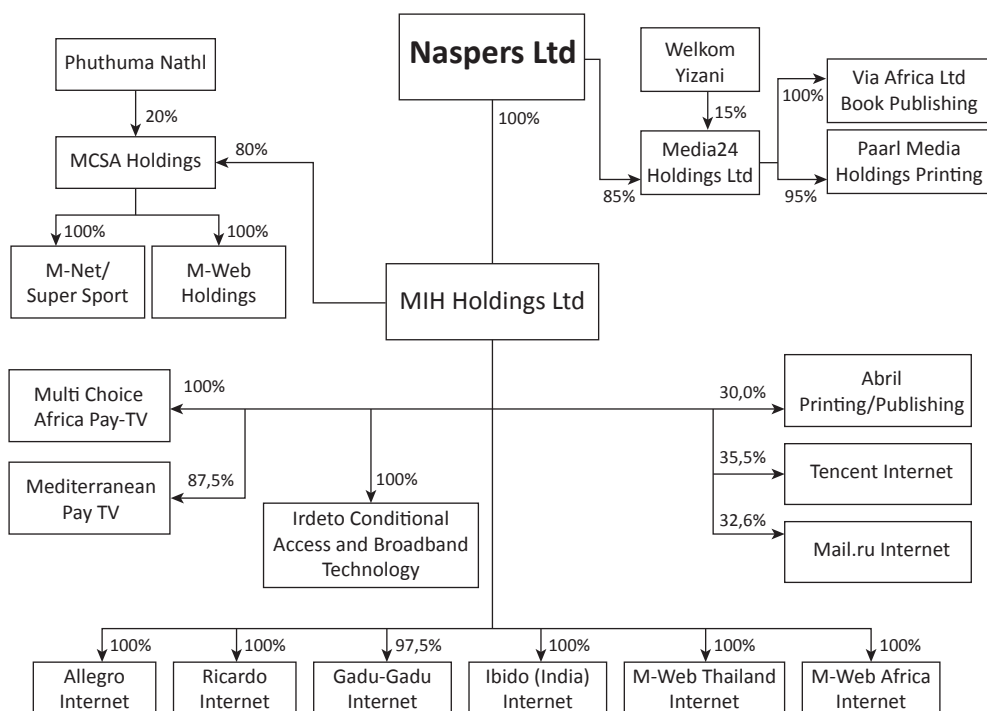 Naspers Ltd
Phuthuma Nathl
20%
MCSA Holdings
80%
100%
M-Net/
Super Sport
100%
M-Web
Holdings
100%
Welkom
Yizani
15%
Media24
Holdings Ltd
85%
100%
Via Africa Ltd
Book Publishing
95%
Paarl Media
Holdings Printing
MIH Holdings Ltd
100%
Multi Choice
Africa Pay-TV
87,5%
Mediterranean
Pay TV
100%
Irdeto Conditional
Access and Broadband
Technology
30,0%
Abril
Printing/Publishing
35,5%
Tencent Internet
32,6%
Mail.ru Internet
100%
Allegro
Internet
100%
Ricardo
Internet
97,5%
Gadu-Gadu
Internet
100%
Ibido (India)
Internet
100%
M-Web Thailand
Internet
100%
M-Web Africa
Internet